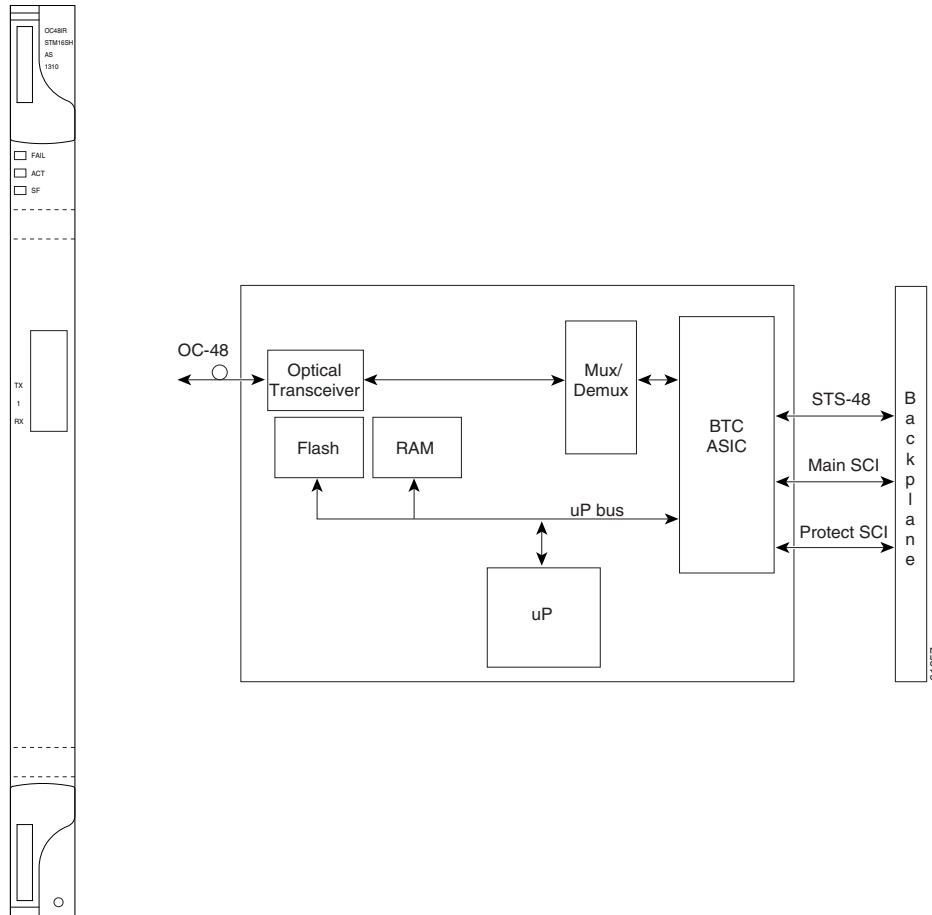 OC48IR
STM16SH
AS
1310
FAIL
ACT
SF
TX
1
RX
OC-48
Optical
Transceiver
Flash
RAM
Mux/
Demux
BTC
ASIC
uP bus
uP
STS-48
Main SCI
Protect SCI
Backplane